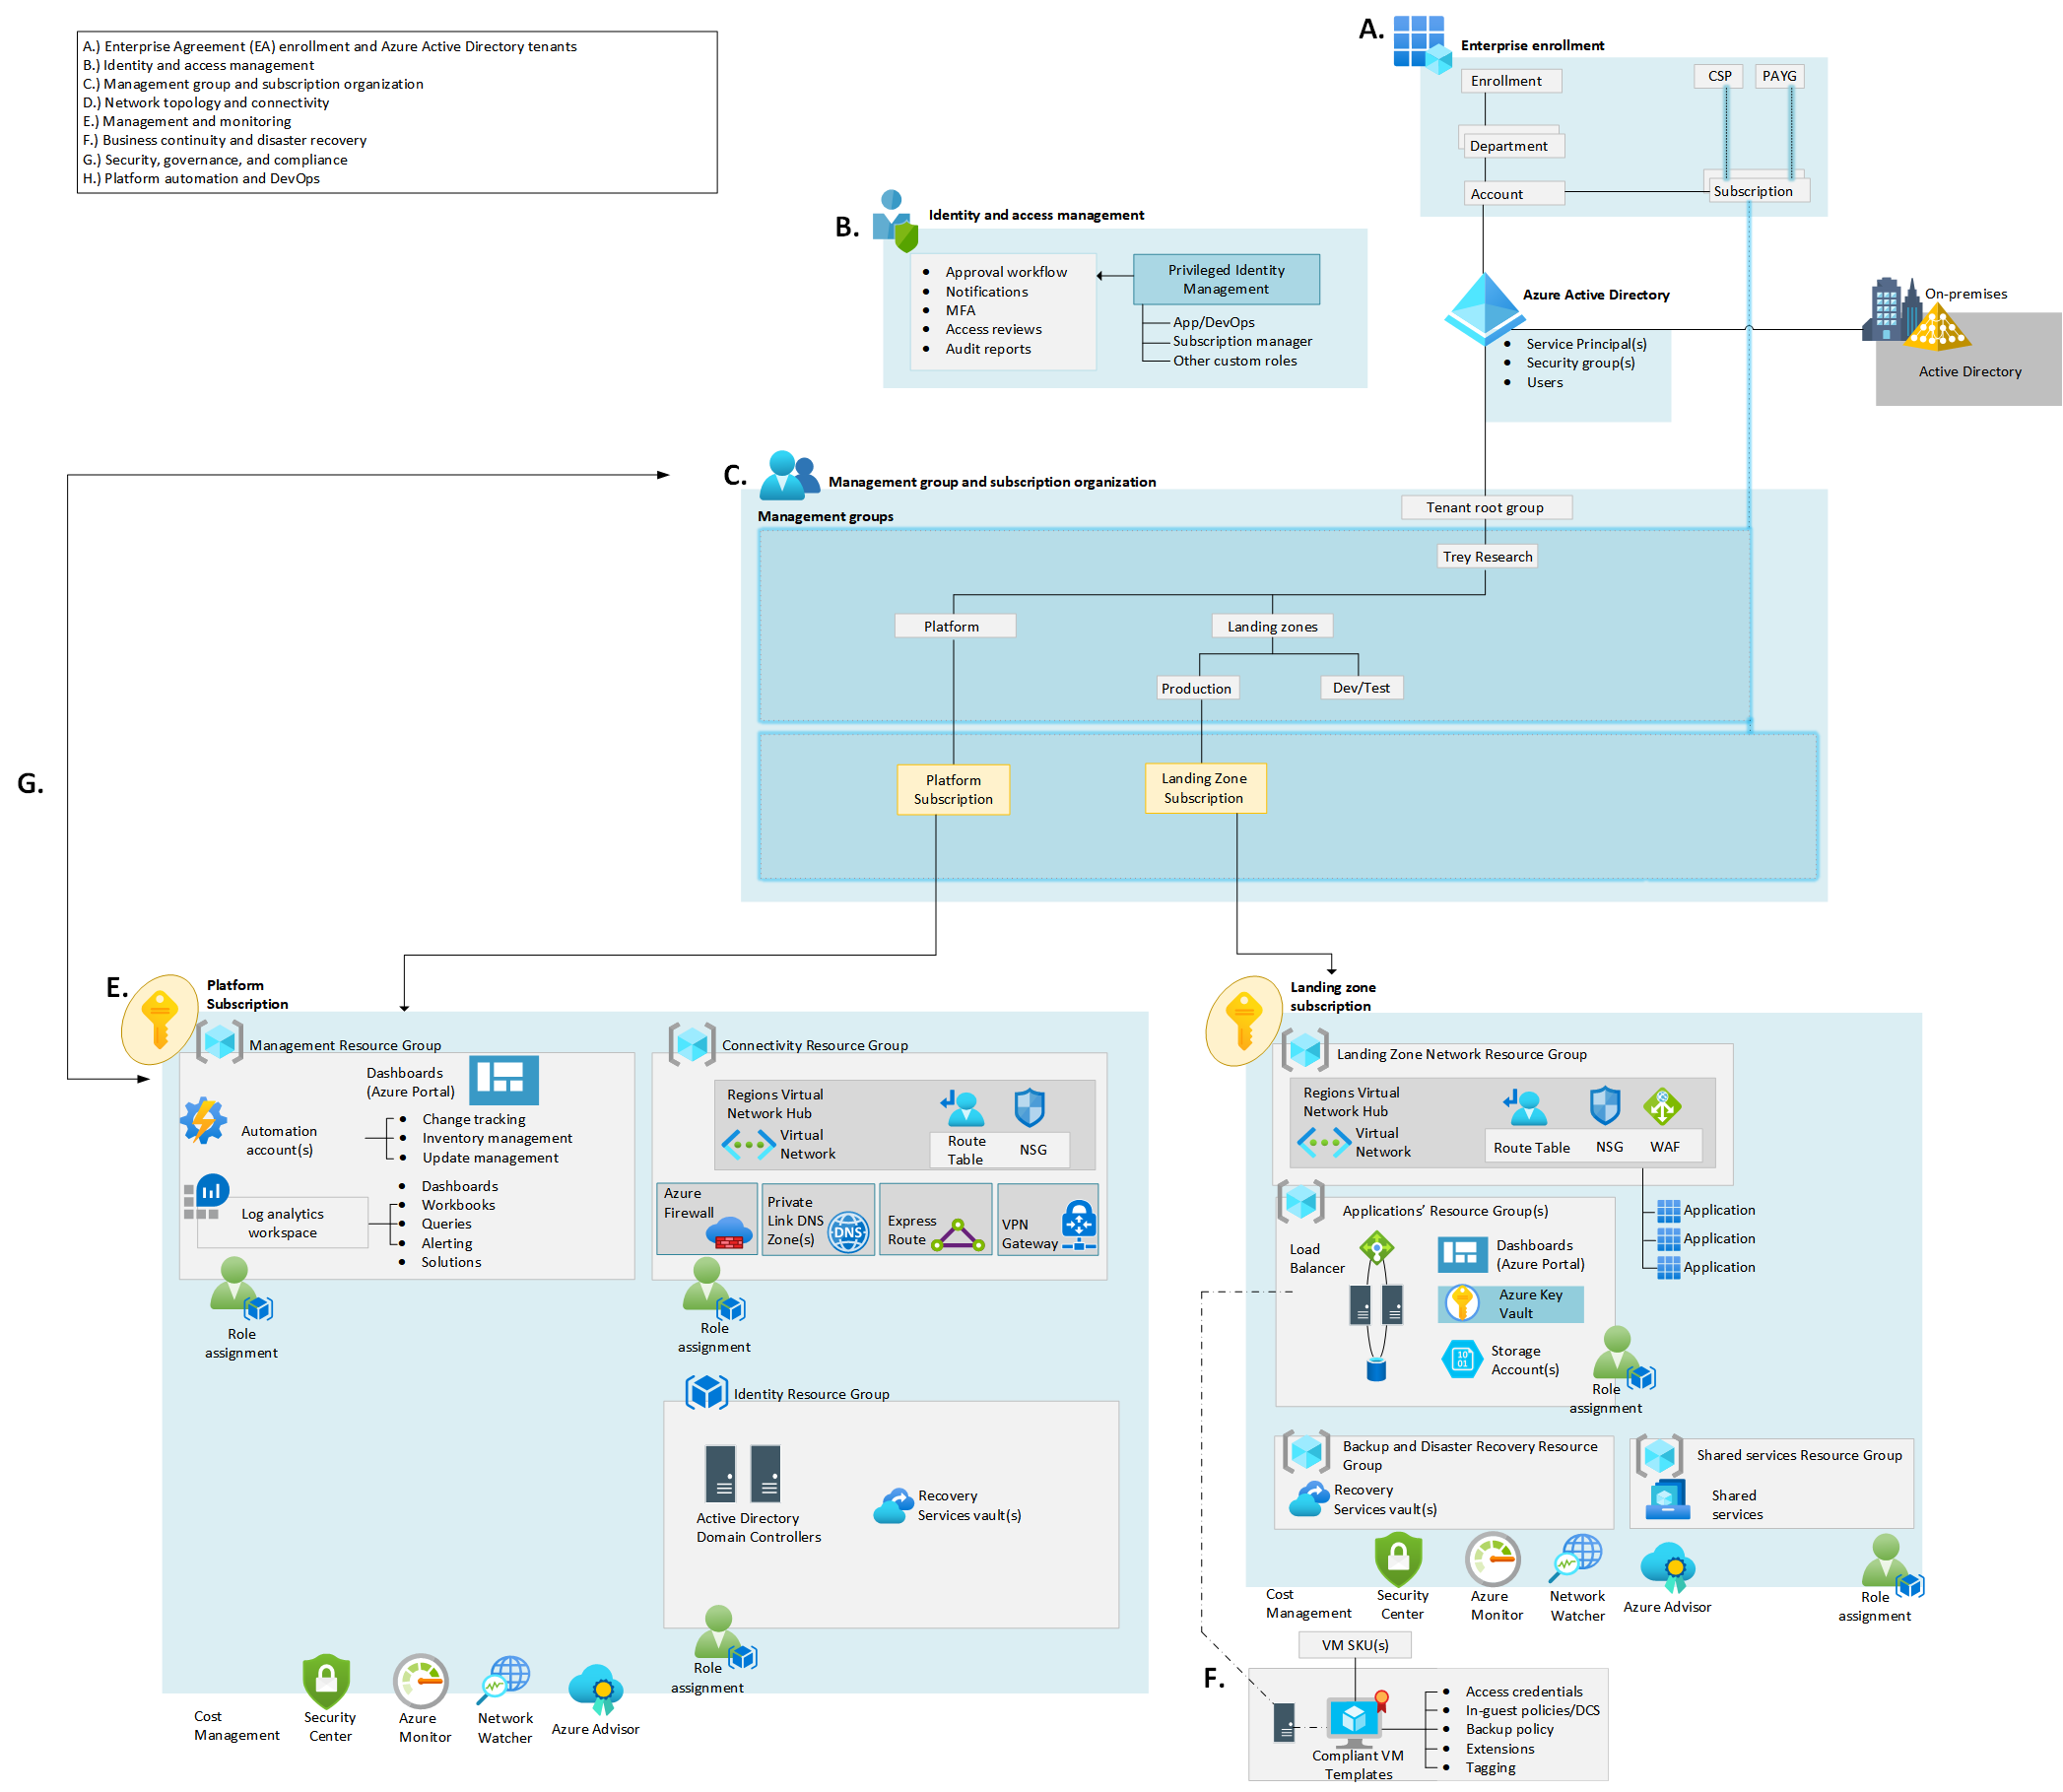 A.) Enterprise Agreement (EA) enrollment and Azure Active Directory tenants
B.) Identity and access management
C.) Management group and subscription organization
D.) Network topology and connectivity
E.) Management and monitoring
F.) Business continuity and disaster recovery
G.) Security, governance, and compliance
H.) Platform automation and DevOps
A.
Enterprise enrollment
Enrollment
CSP
PAYG
Department
Account
Subscription
B.
Identity and access management
Approval workflow
Notifications
MFA
Access reviews
Audit reports
Privileged Identity
Management
App/DevOps
Subscription manager
Other custom roles
Azure Active Directory
Service Principal(s)
Security group(s)
Users
On-premises
Active Directory
C.
Management group and subscription organization
Management groups
Tenant root group
Trey Research
Platform
Landing zones
Production
Dev/Test
Platform
Subscription
Landing Zone
Subscription
G.
E.
Platform
Subscription
Management Resource Group
Dashboards
(Azure Portal)
Automation
account(s)
Change tracking
Inventory management
Update management
Log analytics
workspace
Dashboards
Workbooks
Queries
Alerting
Solutions
Role
assignment
Connectivity Resource Group
Regions Virtual
Network Hub
Virtual
Network
Route
Table
NSG
Azure
Firewall
Private
Link DNS
Zone(s)
DNS
Express
Route
VPN
Gateway
Role
assignment
Identity Resource Group
Active Directory
Domain Controllers
Recovery
Services vault(s)
Role
assignment
Cost
Management
Security
Center
Azure
Monitor
Network
Watcher
Azure Advisor
Landing zone
subscription
Landing Zone Network Resource Group
Regions Virtual
Network Hub
Virtual
Network
Route Table
NSG
WAF
Application
Application
Application
Applications' Resource Group(s)
Load
Balancer
Dashboards
(Azure Portal)
Azure Key
Vault
10
01
Storage
Account(s)
Role
assignment
Backup and Disaster Recovery Resource
Group
Recovery
Services vault(s)
Shared services Resource Group
Shared
services
Cost
Management
Security
Center
Azure
Monitor
Network
Watcher
Azure Advisor
Role
assignment
F.
VM SKU(s)
Compliant VM
Templates
Access credentials
In-guest policies/DCS
Backup policy
Extensions
Tagging